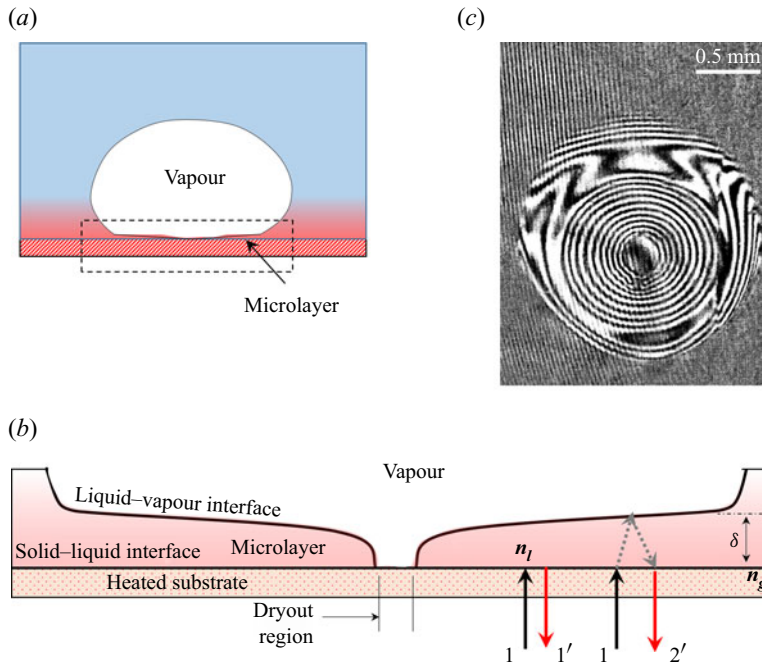 (a)
(c)
0.5 mm
Vapour
Microlayer
(b)
Vapour
Liquid–vapour interface
Solid–liquid interface
Microlayer
n_l
δ
Heated substrate
n_g
Dryout
region
1
1′
1
2′